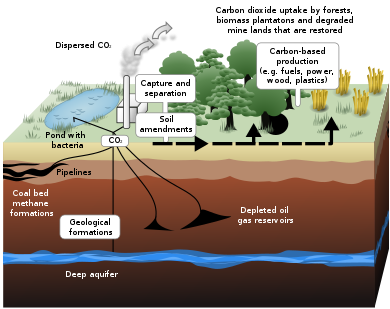 Carbon dioxide uptake by forests,
biomass plantatons and degraded
mine lands that are restored
Dispersed CO₂
Carbon-based
production
(e.g. fuels, power,
wood, plastics)
Capture and
separation
Soil
amendments
Pond with
bacteria
CO₂
Pipelines
Coal bed
methane
formations
Geological
formations
Depleted oil
gas reservoirs
Deep aquifer